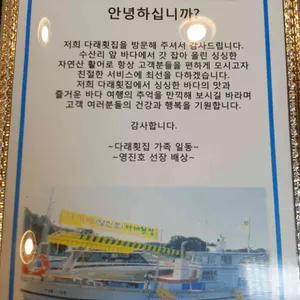 안녕하십니까?
저희 다래횟집을 방문해 주셔서 감사드립니다.
수산리 앞 바다에서 갓 잡아 올린 싱싱한
자연산 활어로 항상 고객분들을 편하게 모시고자
친절한 서비스에 최선을 다하겠습니다.
저희 다래횟집에서 싱싱한 바다의 맛과
즐거운 바다 여행의 추억을 만끽해 보시길 바라며
고객 여러분들의 건강과 행복을 기원합니다.
감사합니다.
~다래횟집 가족 일동~
~영진호 선장 배상~